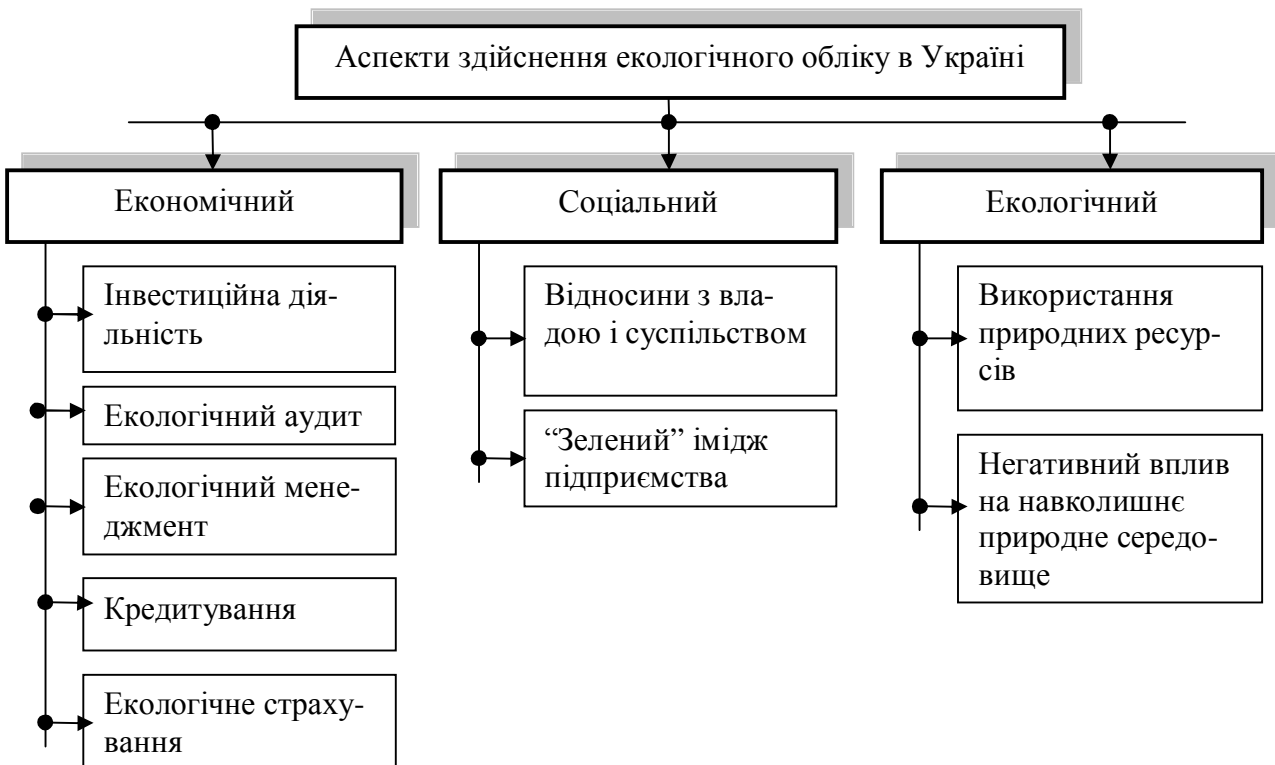 Аспекти здійснення екологічного обліку в Україні
Економічний
Інвестиційна дія-
льність
Екологічний аудит
Екологічний мене-
джмент
Кредитування
Екологічне страху-
вання
Соціальний
Відносини з вла-
дою і суспільством
“Зелений” імідж
підприємства
Екологічний
Використання
природних ресур-
сів
Негативний вплив
на навколишнє
природне середо-
вище